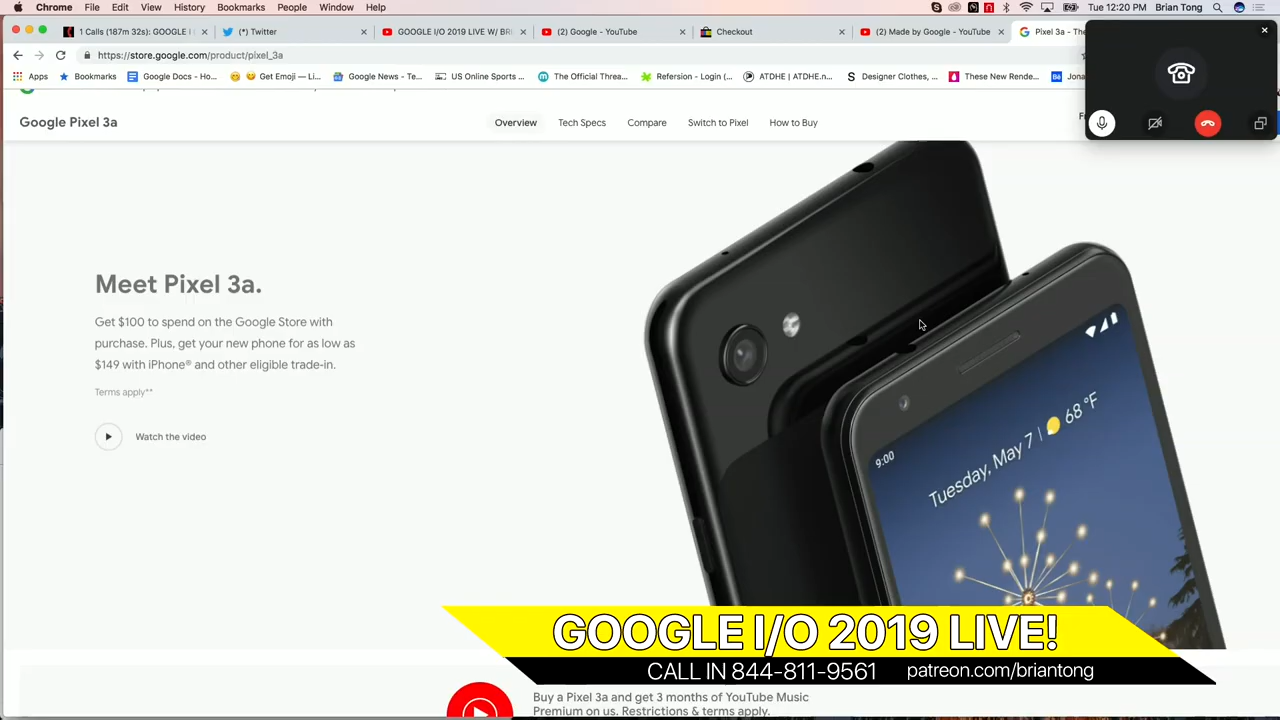 Chrome File Edit View History Bookmarks People Window Help
Tue 12:20 PM Brian Tong
1 Calls (187m 32s): GOOGLE I
(*) Twitter
GOOGLE I/O 2019 LIVE W/ BRI
(2) Google - YouTube
Checkout
(2) Made by Google - YouTube
Pixel 3a - The
https://store.google.com/product/pixel_3a
Apps
Bookmarks
Google Docs - Ho...
Get Emoji — Li...
Google News - Te...
US Online Sports ...
The Official Threa...
Refersion - Login (...
ATDHE | ATDHE.n...
Designer Clothes, ...
These New Rende...
Jona
Google Pixel 3a
Overview
Tech Specs
Compare
Switch to Pixel
How to Buy
Meet Pixel 3a.
Get $100 to spend on the Google Store with
purchase. Plus, get your new phone for as low as
$149 with iPhone® and other eligible trade-in.
Terms apply**
Watch the video
9:00
Tuesday, May 7 | 68 °F
GOOGLE I/O 2019 LIVE!
CALL IN 844-811-9561 patreon.com/briantong
Buy a Pixel 3a and get 3 months of YouTube Music
Premium on us. Restrictions & terms apply.